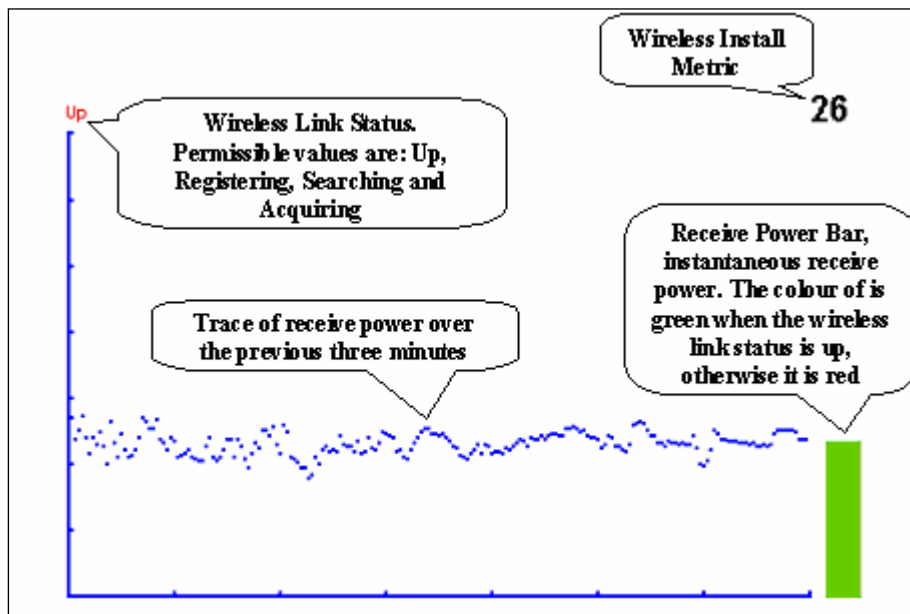 Wireless Install
Metric
26
Up
Wireless Link Status.
Permissible values are: Up,
Registering, Searching and
Acquiring
Receive Power Bar,
instantaneous receive
power. The colour of is
green when the wireless
link status is up,
otherwise it is red
Trace of receive power over
the previous three minutes